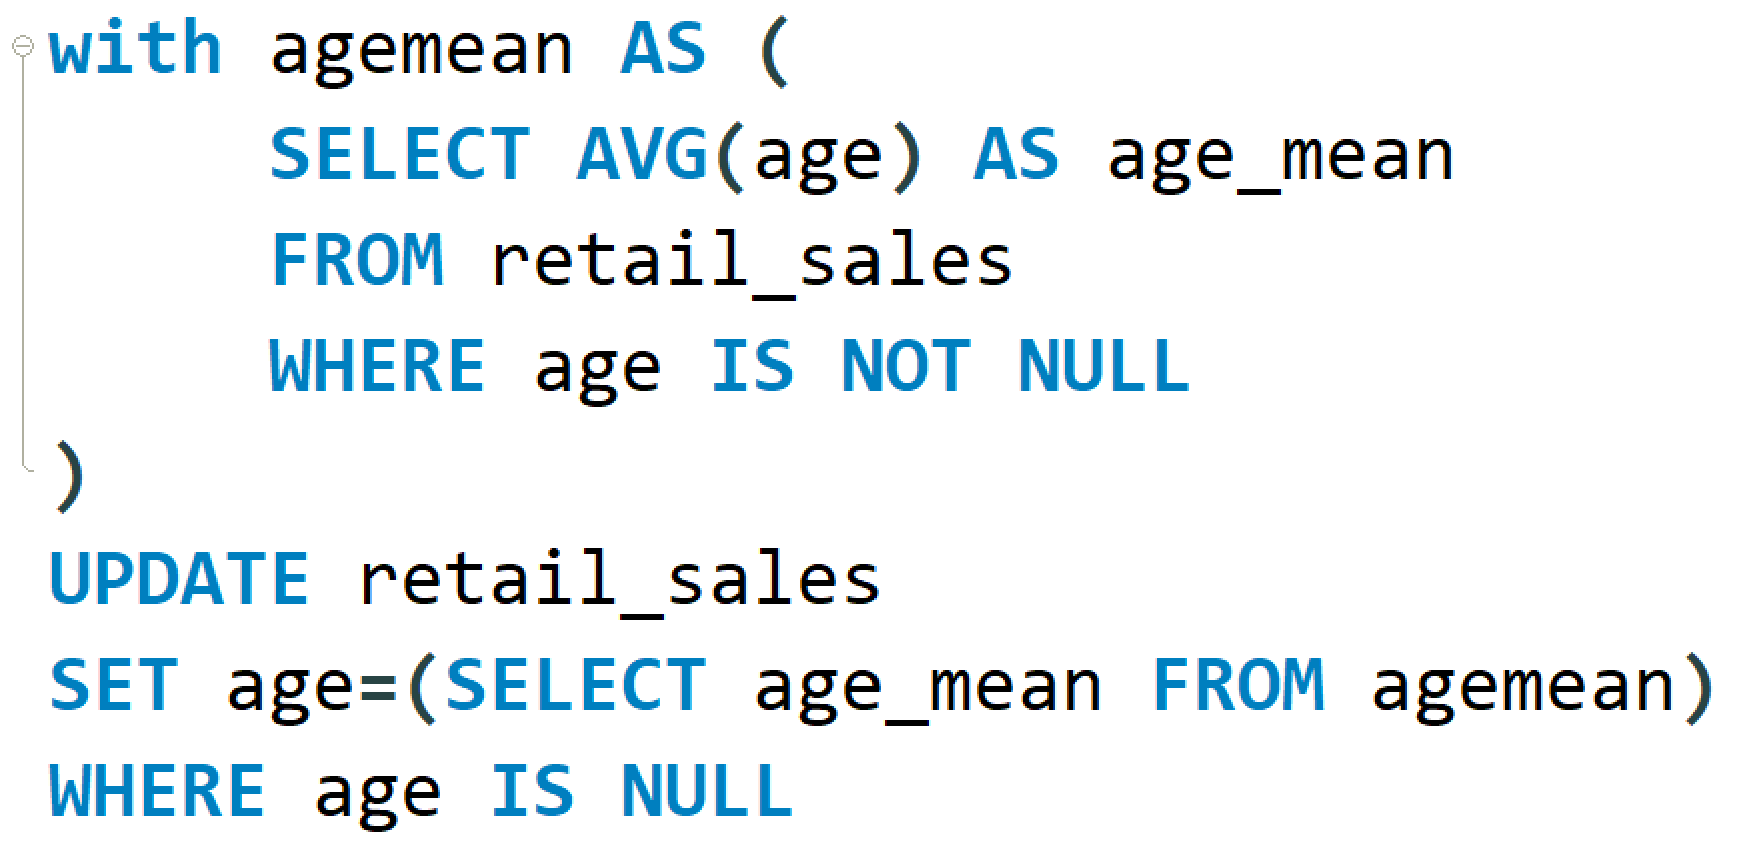 with agemean AS (
SELECT AVG(age) AS age_mean
FROM retail_sales
WHERE age IS NOT NULL
)
UPDATE retail_sales
SET age=(SELECT age_mean FROM agemean)
WHERE age IS NULL